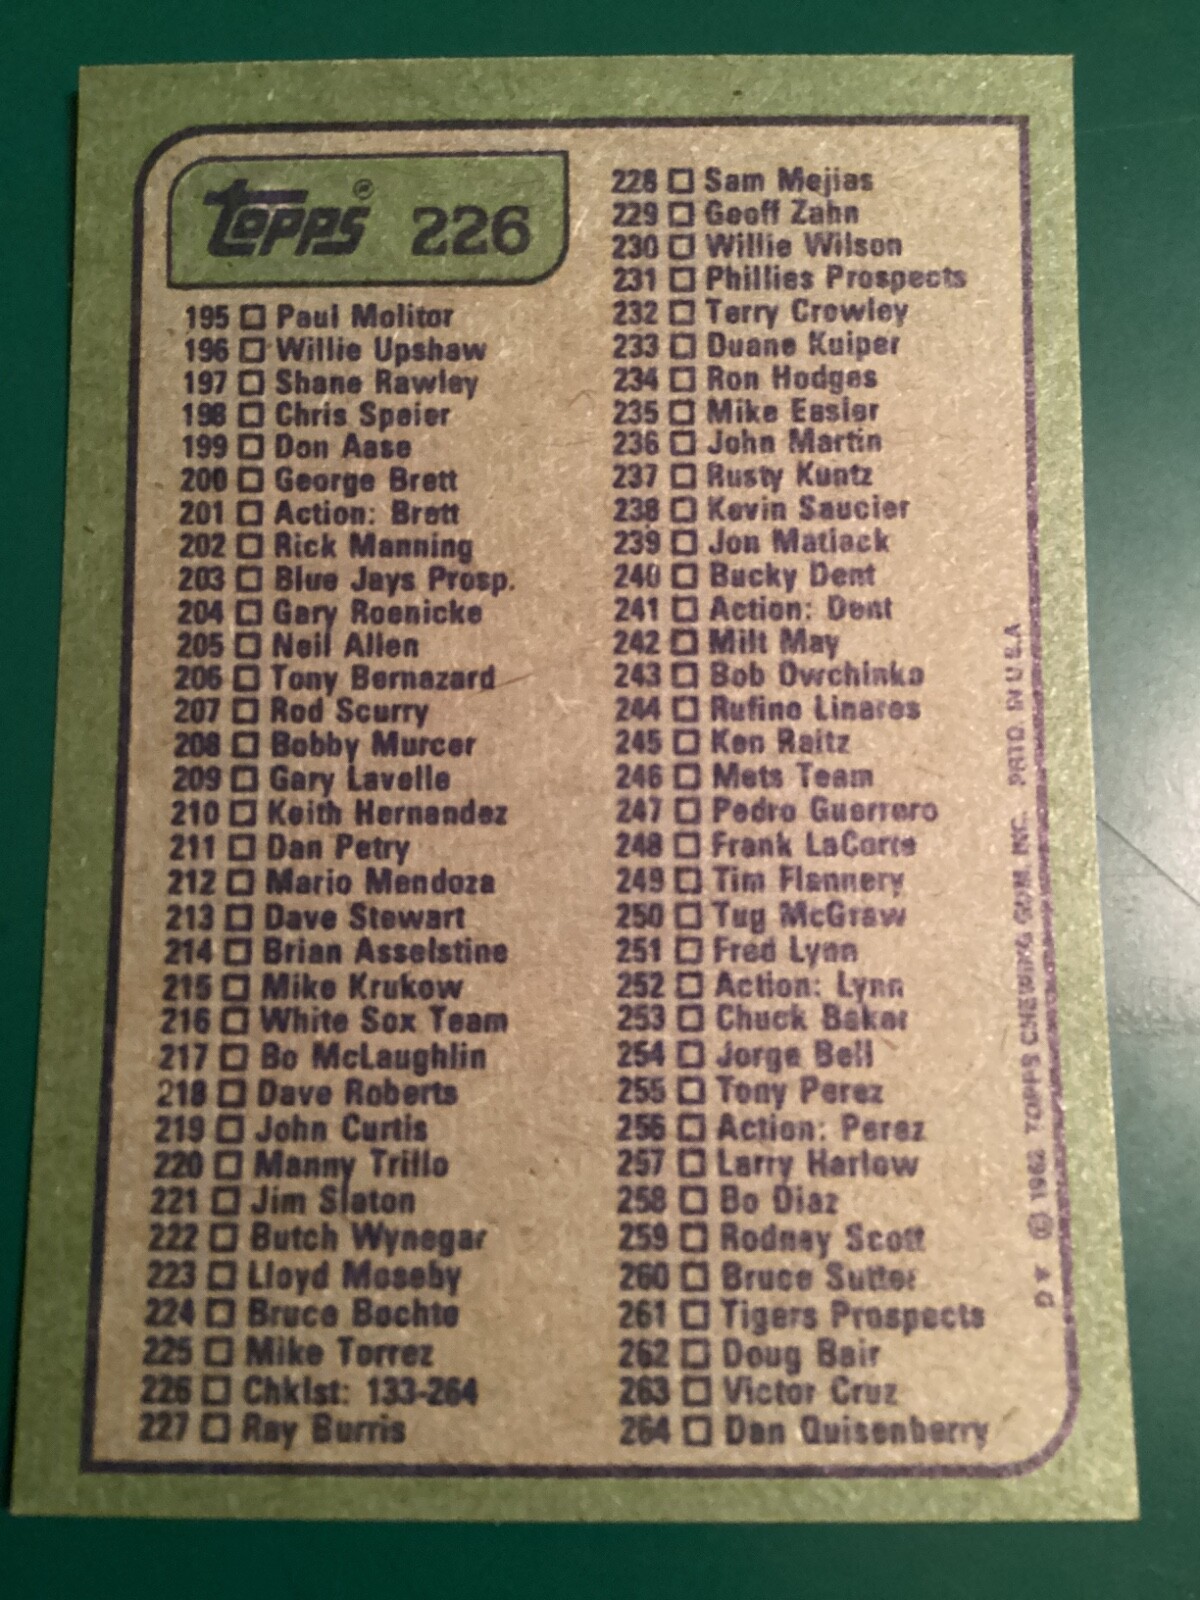 TOPPS® 226
195 Paul Molitor
196 Willie Upshaw
197 Shane Rawley
198 Chris Speier
199 Don Aase
200 George Brett
201 Action: Brett
202 Rick Manning
203 Blue Jays Prosp.
204 Gary Roenicke
205 Neil Allen
206 Tony Bernazard
207 Rod Scurry
208 Bobby Murcer
209 Gary Lavelle
210 Keith Hernandez
211 Dan Petry
212 Mario Mendoza
213 Dave Stewart
214 Brian Asselstine
215 Mike Krukow
216 White Sox Team
217 Bo McLaughlin
218 Dave Roberts
219 John Curtis
220 Manny Trillo
221 Jim Slaton
222 Butch Wynegar
223 Lloyd Moseby
224 Bruce Bochte
225 Mike Torrez
226 Chklst: 133-264
227 Ray Burris
228 Sam Mejias
229 Geoff Zahn
230 Willie Wilson
231 Phillies Prospects
232 Terry Crowley
233 Duane Kuiper
234 Ron Hodges
235 Mike Easler
236 John Martin
237 Rusty Kuntz
238 Kevin Saucier
239 Jon Matlack
240 Bucky Dent
241 Action: Dent
242 Milt May
243 Bob Owchinko
244 Rufino Linares
245 Ken Reitz
246 Mets Team
247 Pedro Guerrero
248 Frank LaCorte
249 Tim Flannery
250 Tug McGraw
251 Fred Lynn
252 Action: Lynn
253 Chuck Baker
254 Jorge Bell
255 Tony Perez
256 Action: Perez
257 Larry Harlow
258 Bo Diaz
259 Rodney Scott
260 Bruce Sutter
261 Tigers Prospects
262 Doug Bair
263 Victor Cruz
264 Dan Quisenberry
G * © 1982 TOPPS CHEWING GUM, INC. PRTD. IN U.S.A.